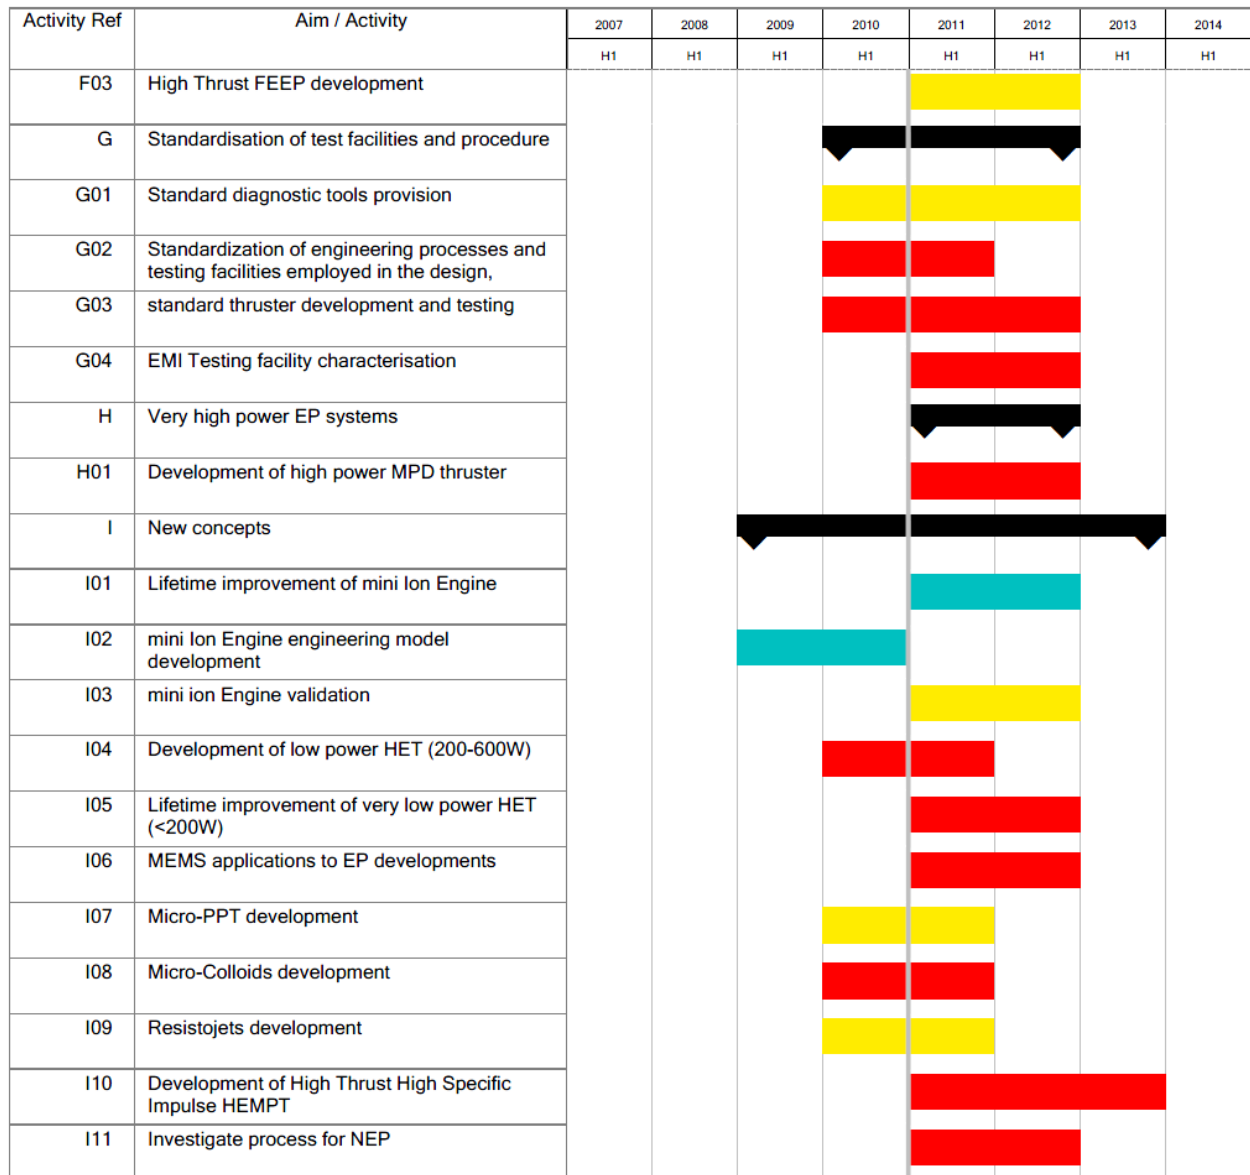 Activity Ref Aim / Activity 2007 2008 2009 2010 2011 2012 2013 2014
H1 H1 H1 H1 H1 H1 H1 H1
F03 High Thrust FEEP development
G Standardisation of test facilities and procedure
G01 Standard diagnostic tools provision
G02 Standardization of engineering processes and
testing facilities employed in the design,
G03 standard thruster development and testing
G04 EMI Testing facility characterisation
H Very high power EP systems
H01 Development of high power MPD thruster
I New concepts
I01 Lifetime improvement of mini Ion Engine
I02 mini Ion Engine engineering model
development
I03 mini ion Engine validation
I04 Development of low power HET (200-600W)
I05 Lifetime improvement of very low power HET
(<200W)
I06 MEMS applications to EP developments
I07 Micro-PPT development
I08 Micro-Colloids development
I09 Resistojets development
I10 Development of High Thrust High Specific
Impulse HEMPT
I11 Investigate process for NEP